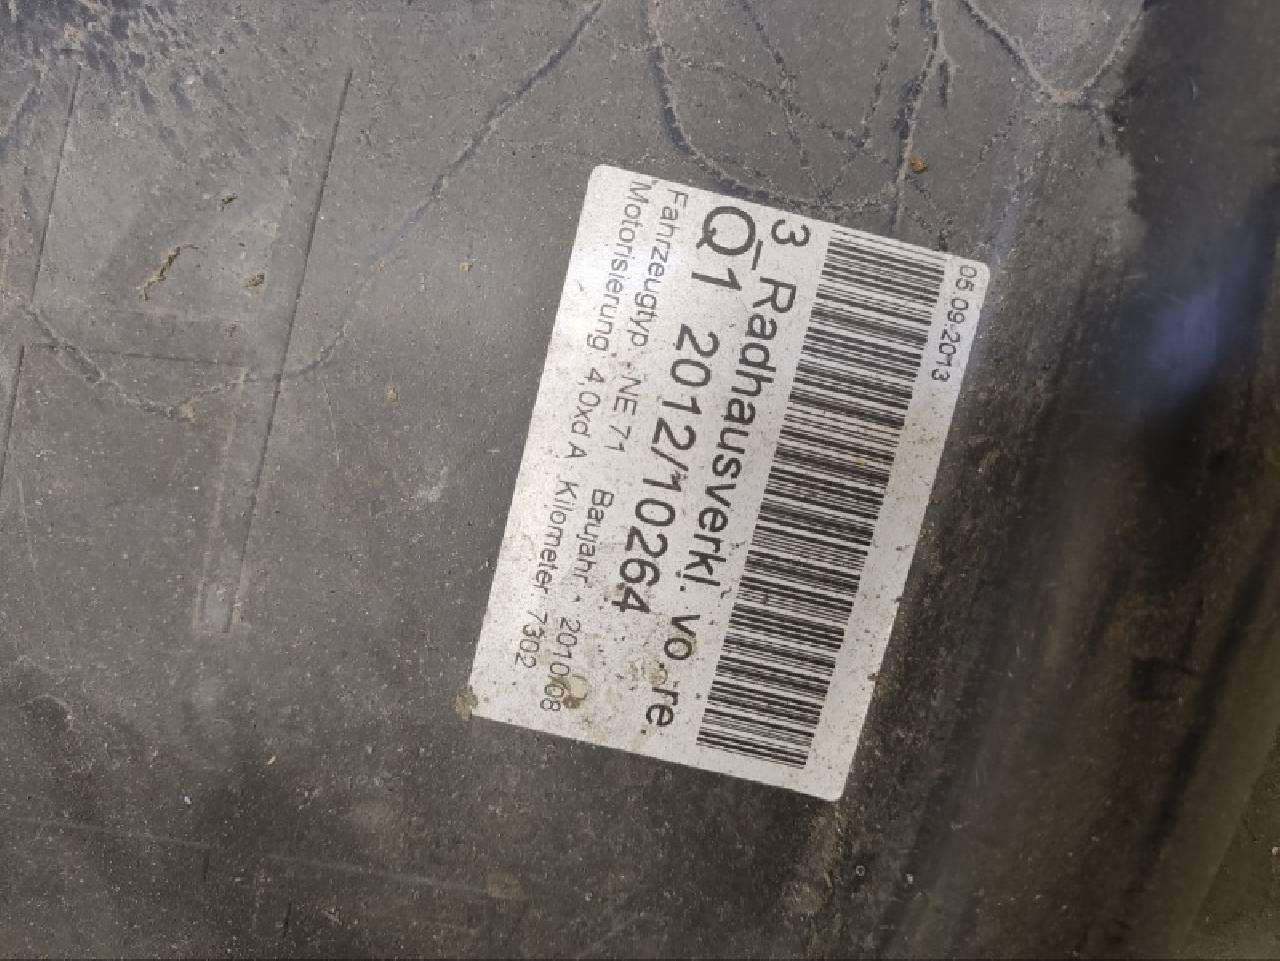 05.09.2013
3 Radhausverkl. vo. re.
Q1 2012/10264
Fahrzeugtyp · NE 71 Baujahr · 2010/08
Motorisierung 4,0xd A Kilometer 7302